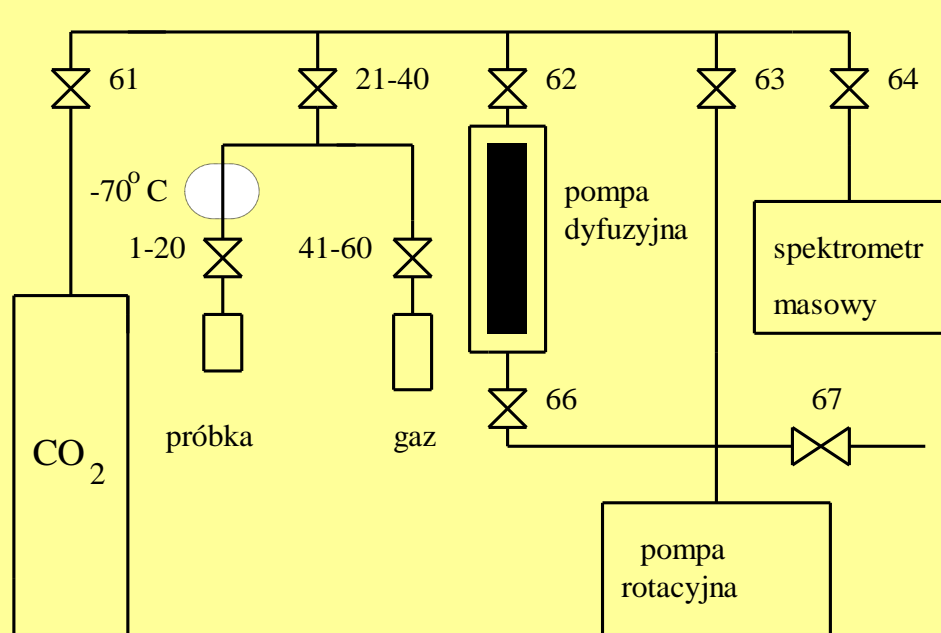 61
21-40
62
63
64
-70° C
1-20
41-60
pompa
dyfuzyjna
spektrometr
masowy
66
67
próbka
gaz
CO₂
pompa
rotacyjna